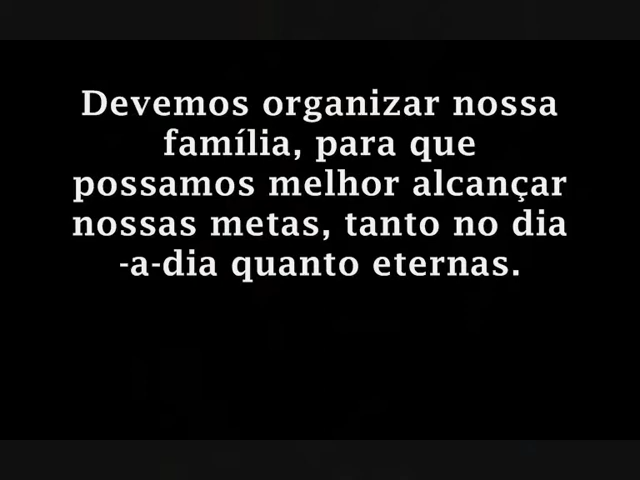 Devemos organizar nossa
família, para que
possamos melhor alcançar
nossas metas, tanto no dia
-a-dia quanto eternas.